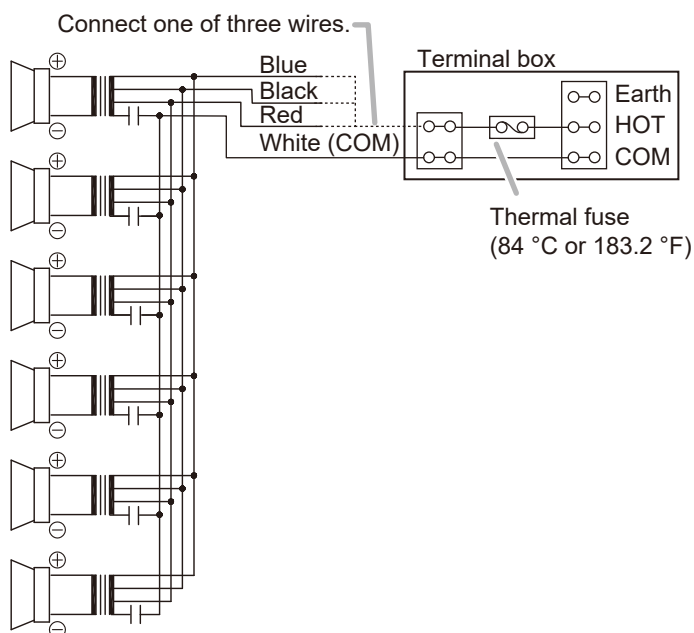 Connect one of three wires.
Blue
Black
Red
White (COM)
Terminal box
Earth
HOT
COM
Thermal fuse
(84 °C or 183.2 °F)
+
−
+
−
+
−
+
−
+
−
+
−